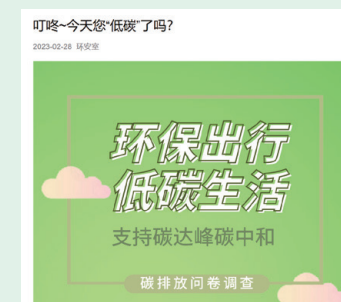 叮咚~今天您“低碳”了吗？
2023-02-28 环安室
环保出行
低碳生活
支持碳达峰碳中和
碳排放问卷调查